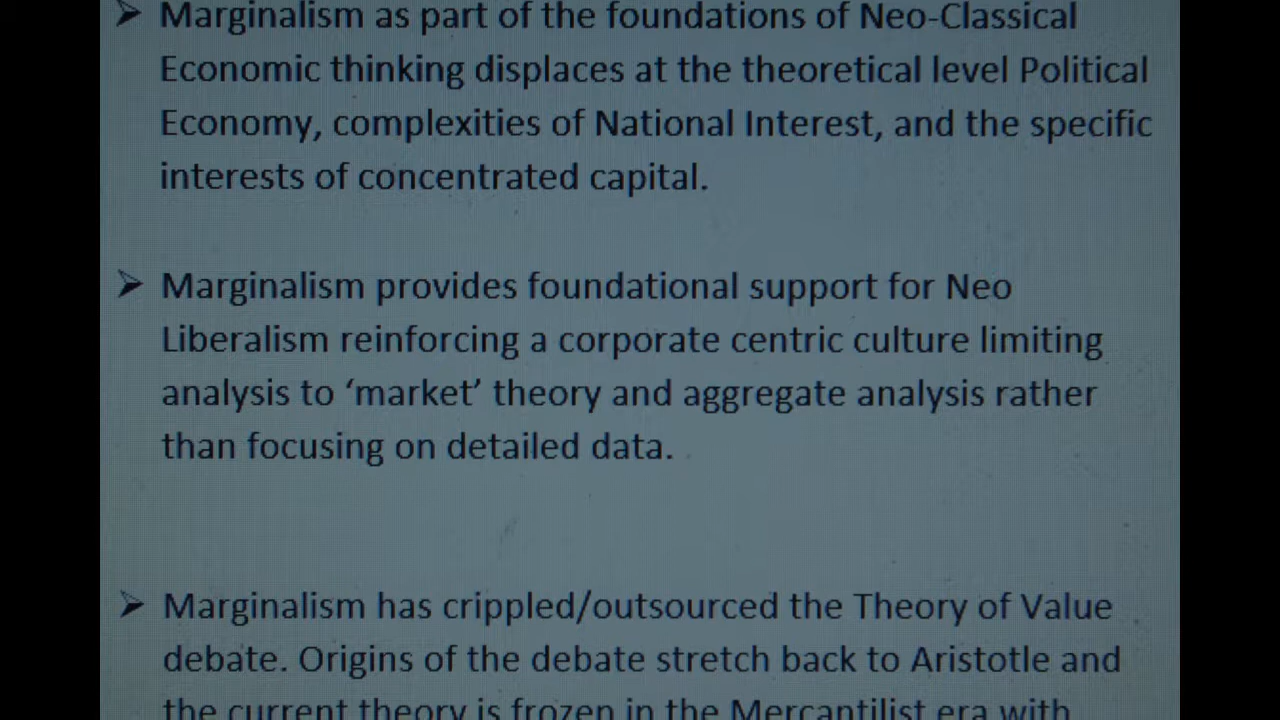 ➤ Marginalism as part of the foundations of Neo-Classical
Economic thinking displaces at the theoretical level Political
Economy, complexities of National Interest, and the specific
interests of concentrated capital.
➤ Marginalism provides foundational support for Neo
Liberalism reinforcing a corporate centric culture limiting
analysis to ‘market’ theory and aggregate analysis rather
than focusing on detailed data.
➤ Marginalism has crippled/outsourced the Theory of Value
debate. Origins of the debate stretch back to Aristotle and
the current theory is frozen in the Mercantilist era with